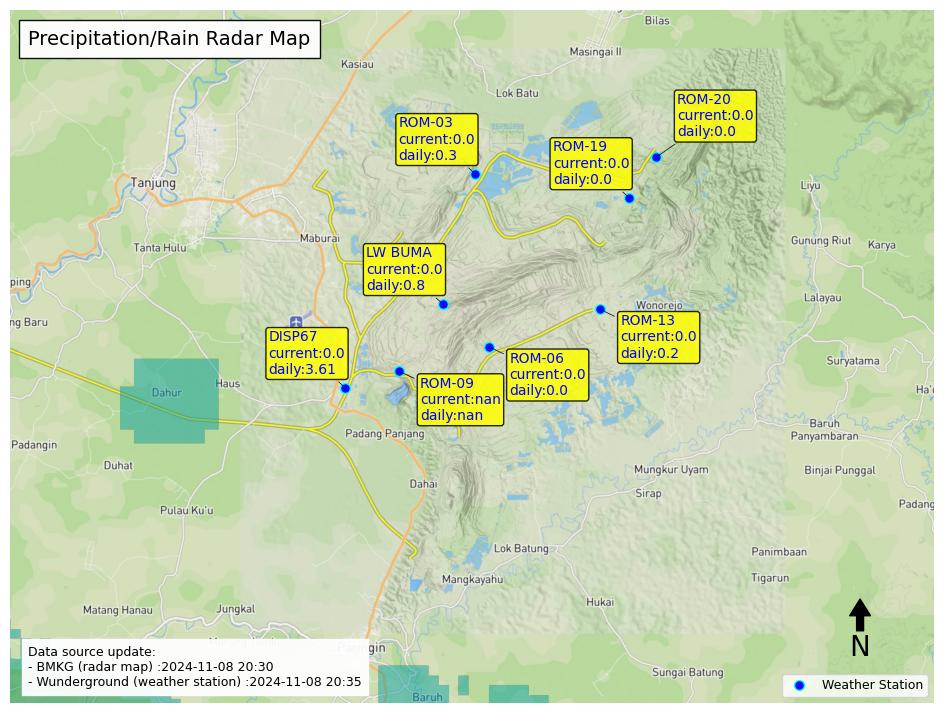 Precipitation/Rain Radar Map
Bilas
Masingai II
Kasiau
Lok Batu
ROM-20
current:0.0
daily:0.0
ROM-03
current:0.0
daily:0.3
ROM-19
current:0.0
daily:0.0
Tanjung
Liyu
Maburai
Tanta Hulu
Gunung Riut
Karya
LW BUMA
current:0.0
daily:0.8
ping
Lalayau
Wonorejo
ng Baru
ROM-13
current:0.0
daily:0.2
DISP67
current:0.0
daily:3.61
ROM-06
current:0.0
daily:0.0
Suryatama
Haus
Dahur
Ha'
ROM-09
current:nan
daily:nan
Padang Panjang
Baruh
Panyambaran
Padangin
Duhat
Mungkur Uyam
Binjai Punggal
Dahai
Sirap
Padang
Pulau Ku'u
Lok Batung
Panimbaan
Mangkayahu
Tigarun
Hukai
Matang Hanau
Jungkal
N
Data source update:
- BMKG (radar map) :2024-11-08 20:30
- Wunderground (weather station) :2024-11-08 20:35
Sungai Batung
Baruh
Weather Station